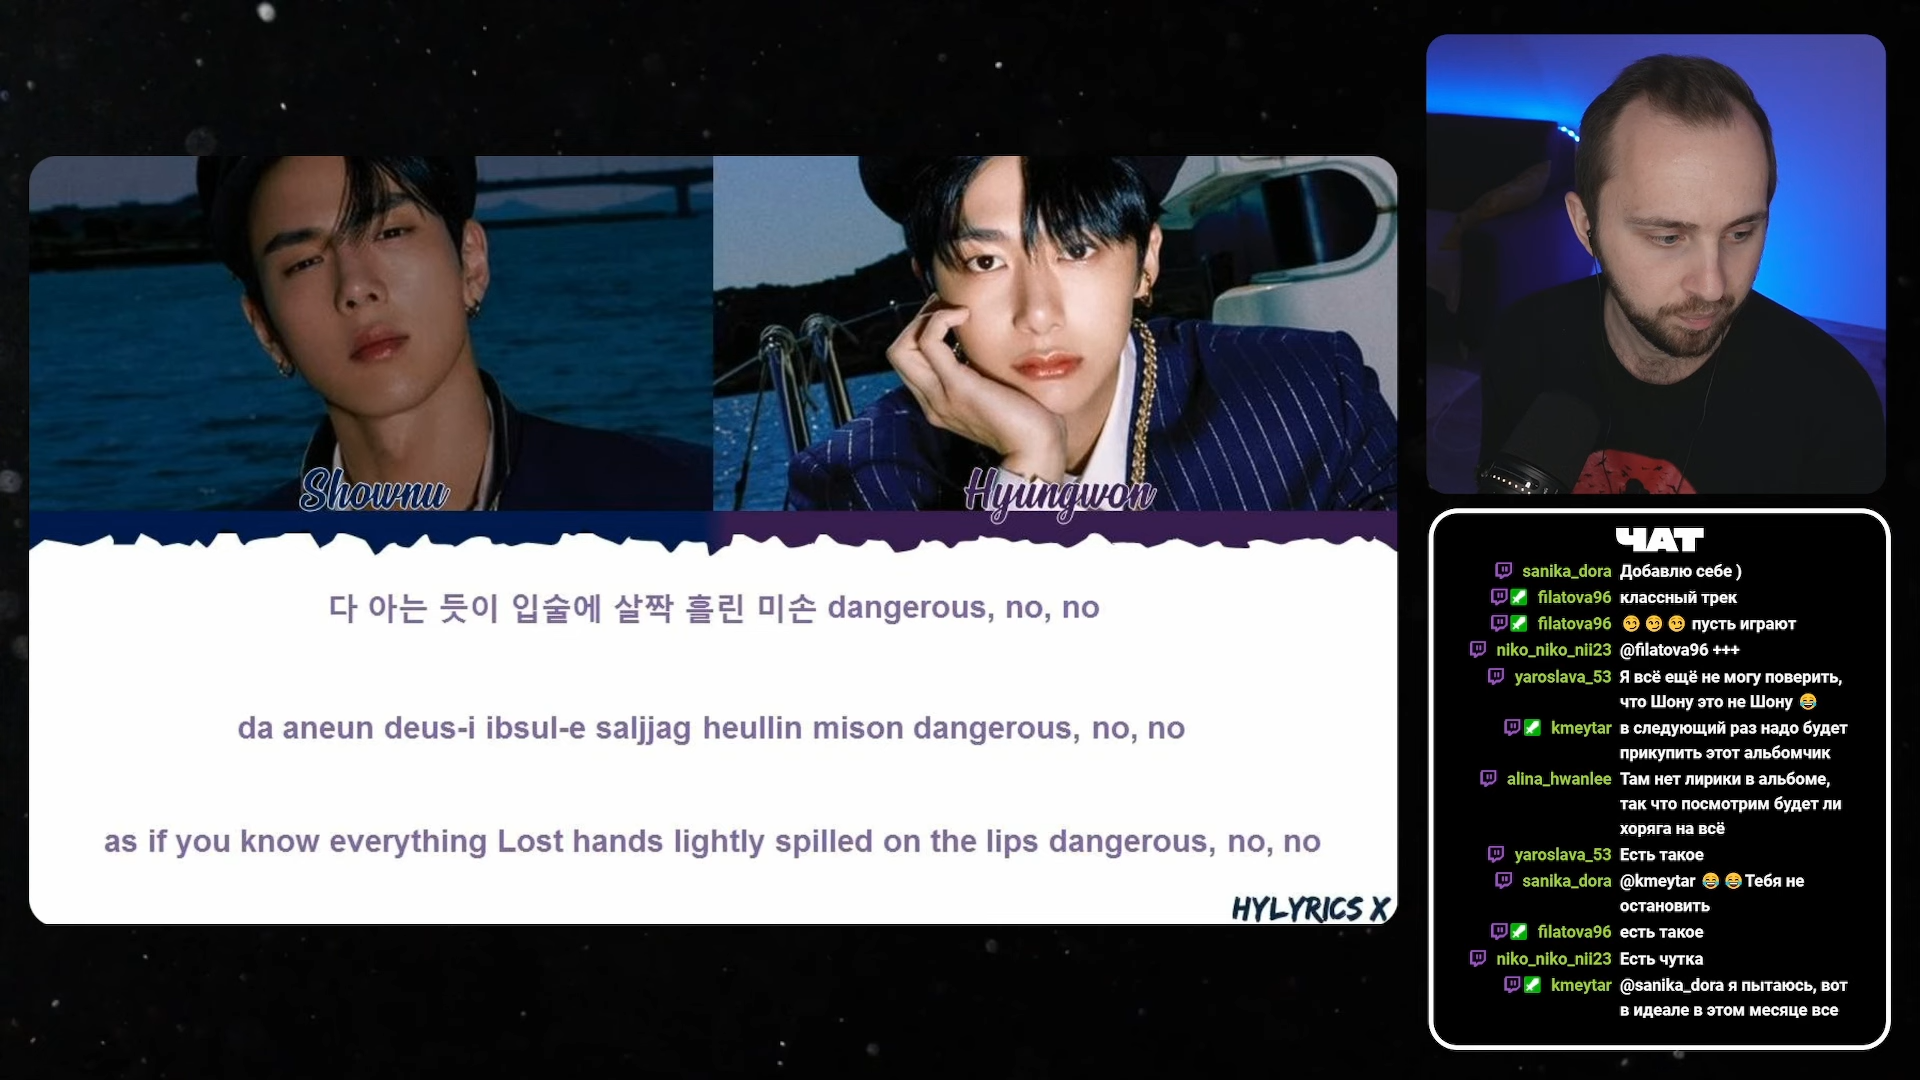 Shownu
Hyungwon
다 아는 듯이 입술에 살짝 흘린 미손 dangerous, no, no
da aneun deus-i ibsul-e saljjag heullin mison dangerous, no, no
as if you know everything Lost hands lightly spilled on the lips dangerous, no, no
HYLYRICS X
ЧАТ
sanika_dora Добавлю себе )
filatova96 классный трек
filatova96 😏 😏 😏 пусть играют
niko_niko_nii23 @filatova96 +++
yaroslava_53 Я всё ещё не могу поверить,
что Шону это не Шону 😂
kmeytar в следующий раз надо будет
прикупить этот альбомчик
alina_hwanlee Там нет лирики в альбоме,
так что посмотрим будет ли
хоряга на всё
yaroslava_53 Есть такое
sanika_dora @kmeytar 😂 😂 Тебя не
остановить
filatova96 есть такое
niko_niko_nii23 Есть чутка
kmeytar @sanika_dora я пытаюсь, вот
в идеале в этом месяце все